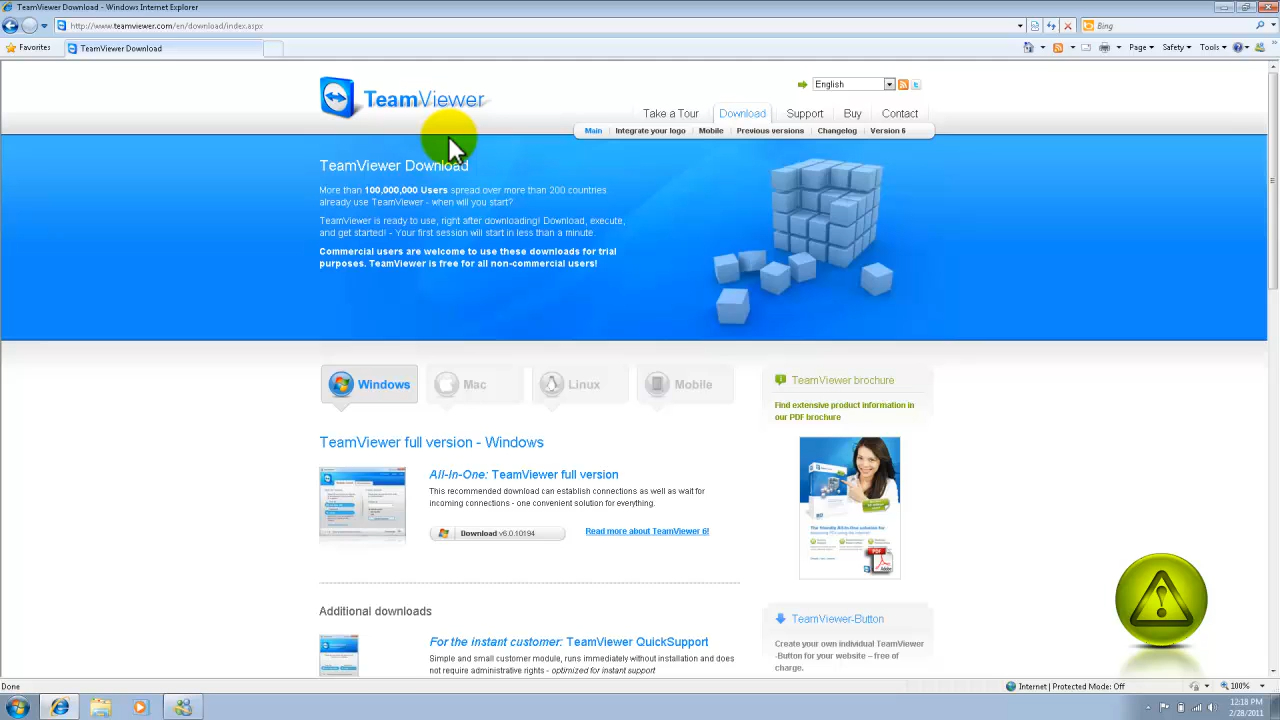 TeamViewer Download - Windows Internet Explorer
http://www.teamviewer.com/en/download/index.aspx
Bing
Favorites
TeamViewer Download
Page
Safety
Tools
TeamViewer
English
Take a Tour
Download
Support
Buy
Contact
Main
Integrate your logo
Mobile
Previous versions
Changelog
Version 6
TeamViewer Download
More than 100,000,000 Users spread over more than 200 countries
already use TeamViewer - when will you start?
TeamViewer is ready to use, right after downloading! Download, execute,
and get started! - Your first session will start in less than a minute.
Commercial users are welcome to use these downloads for trial
purposes. TeamViewer is free for all non-commercial users!
Windows
Mac
Linux
Mobile
TeamViewer brochure
Find extensive product information in
our PDF brochure
TeamViewer full version - Windows
All-In-One: TeamViewer full version
This recommended download can establish connections as well as wait for
incoming connections - one convenient solution for everything.
Download v6.0.10194
Read more about TeamViewer 6!
PDF
Additional downloads
For the instant customer: TeamViewer QuickSupport
Simple and small customer module, runs immediately without installation and does
not require administrative rights - optimized for instant support
TeamViewer-Button
Create your own individual TeamViewer
-Button for your website – free of
charge.
Done
Internet | Protected Mode: Off
100%
12:18 PM
2/28/2011